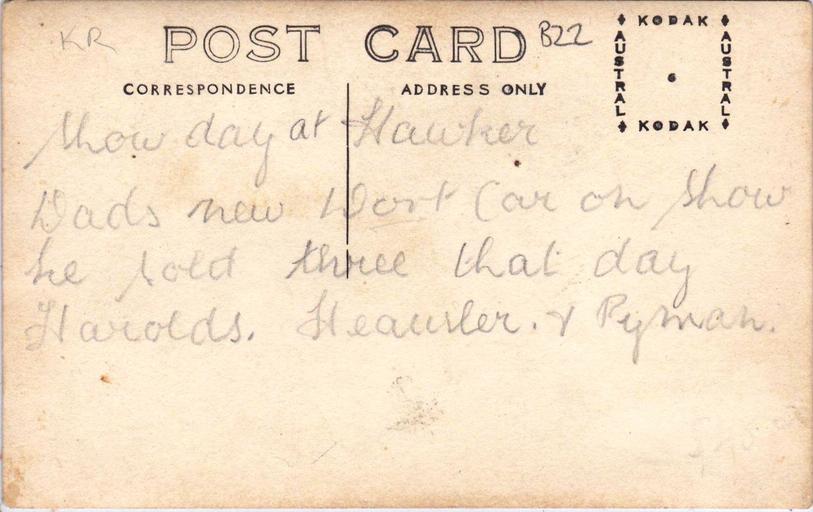 KR POST CARD B22
CORRESPONDENCE ADDRESS ONLY
KODAK
AUSTRAL
AUSTRAL
KODAK
Show day at Hawker
Dads new Dort Car on Show
he sold three that day
Harolds. Heausler. & Pyman.